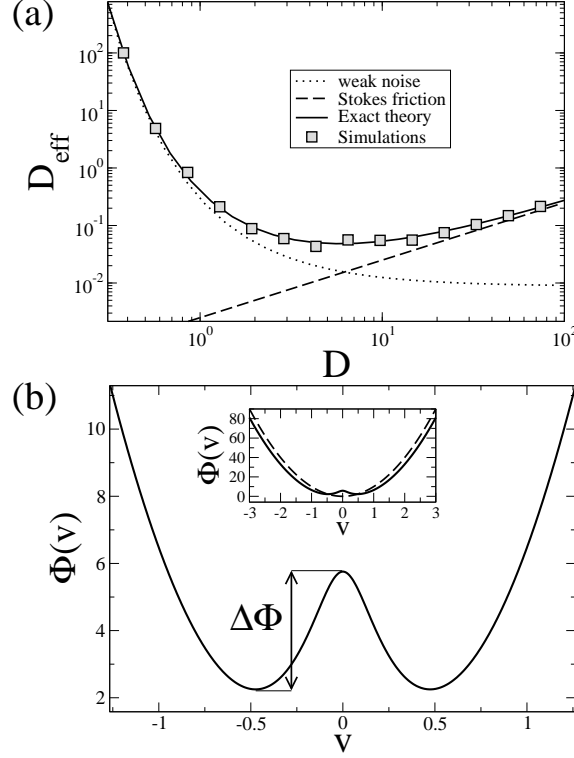 (a)
10²
10¹
10⁰
10⁻¹
10⁻²
D_eff
weak noise
Stokes friction
Exact theory
Simulations
10⁰
10¹
10²
D
(b)
10
8
6
4
2
Φ(v)
ΔΦ
80
60
40
20
0
Φ(v)
-3 -2 -1 0 1 2 3
v
-1 -0.5 0 0.5 1
v